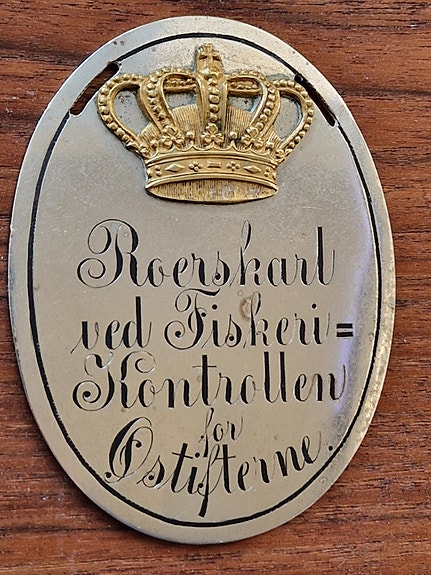 Roerskarl
ved Fiskeri=
Kontrollen
for
Østifterne.